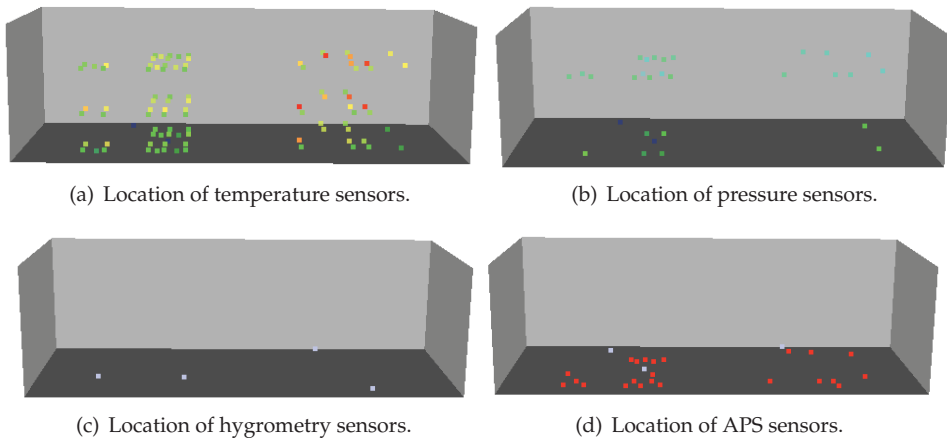 (a) Location of temperature sensors.
(b) Location of pressure sensors.
(c) Location of hygrometry sensors.
(d) Location of APS sensors.